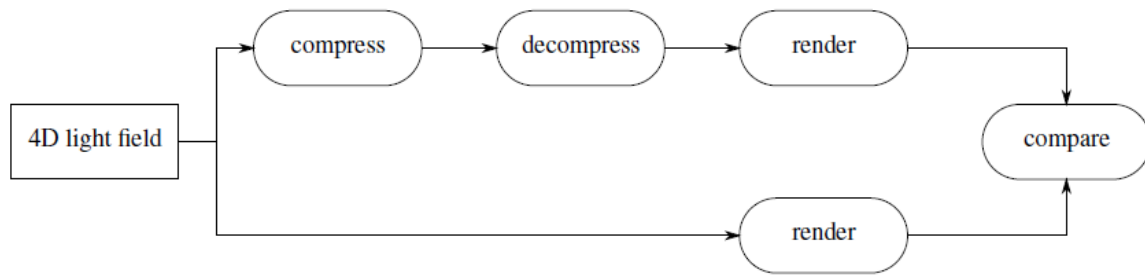 compress
decompress
render
4D light field
compare
render